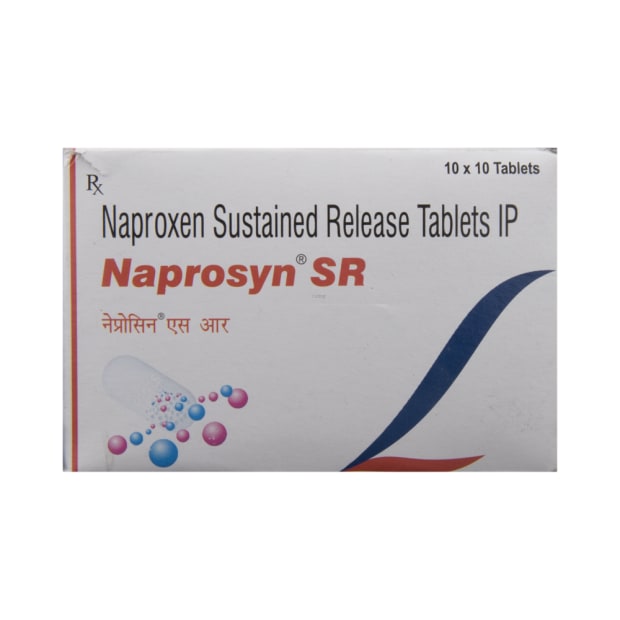 10 x 10 Tablets
Rx
Naproxen Sustained Release Tablets IP
Naprosyn® SR
नेप्रोसिन® एस आर